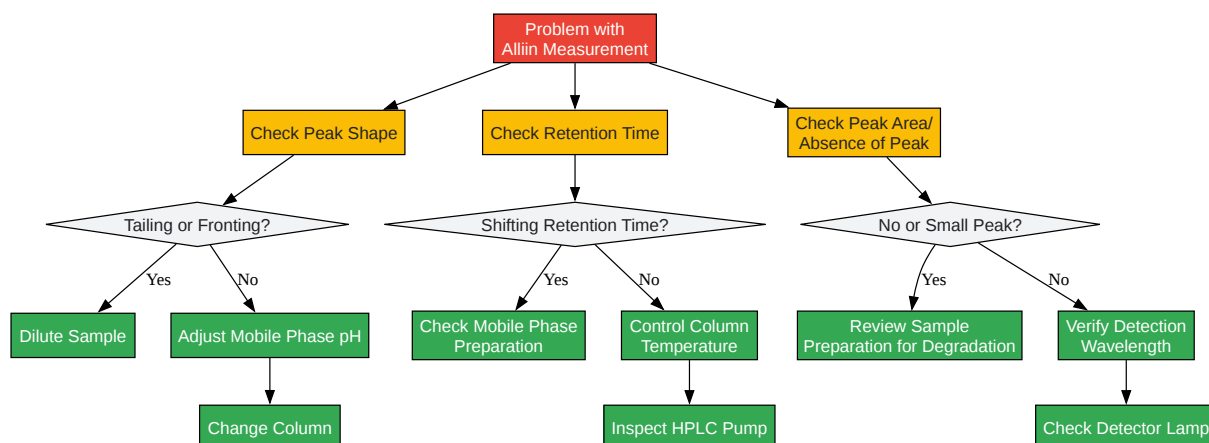 Problem with
Alliin Measurement
Check Peak Shape
Check Retention Time
Check Peak Area/
Absence of Peak
Tailing or Fronting?
Shifting Retention Time?
No or Small Peak?
Yes
No
Yes
No
Yes
No
Dilute Sample
Adjust Mobile Phase pH
Check Mobile Phase
Preparation
Control Column
Temperature
Review Sample
Preparation for Degradation
Verify Detection
Wavelength
Change Column
Inspect HPLC Pump
Check Detector Lamp